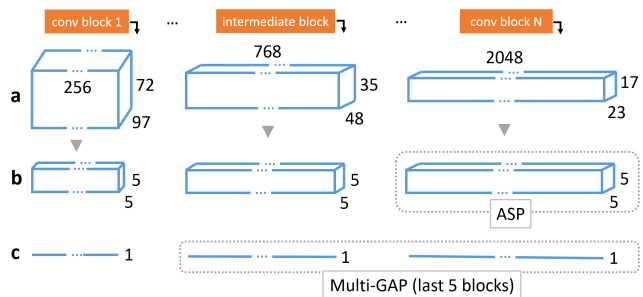 conv block 1 ... intermediate block ... conv block N
a 256 72 97 768 35 48 2048 17 23
b 5 5 5 5 5 5
ASP
c 1 1 1
Multi-GAP (last 5 blocks)